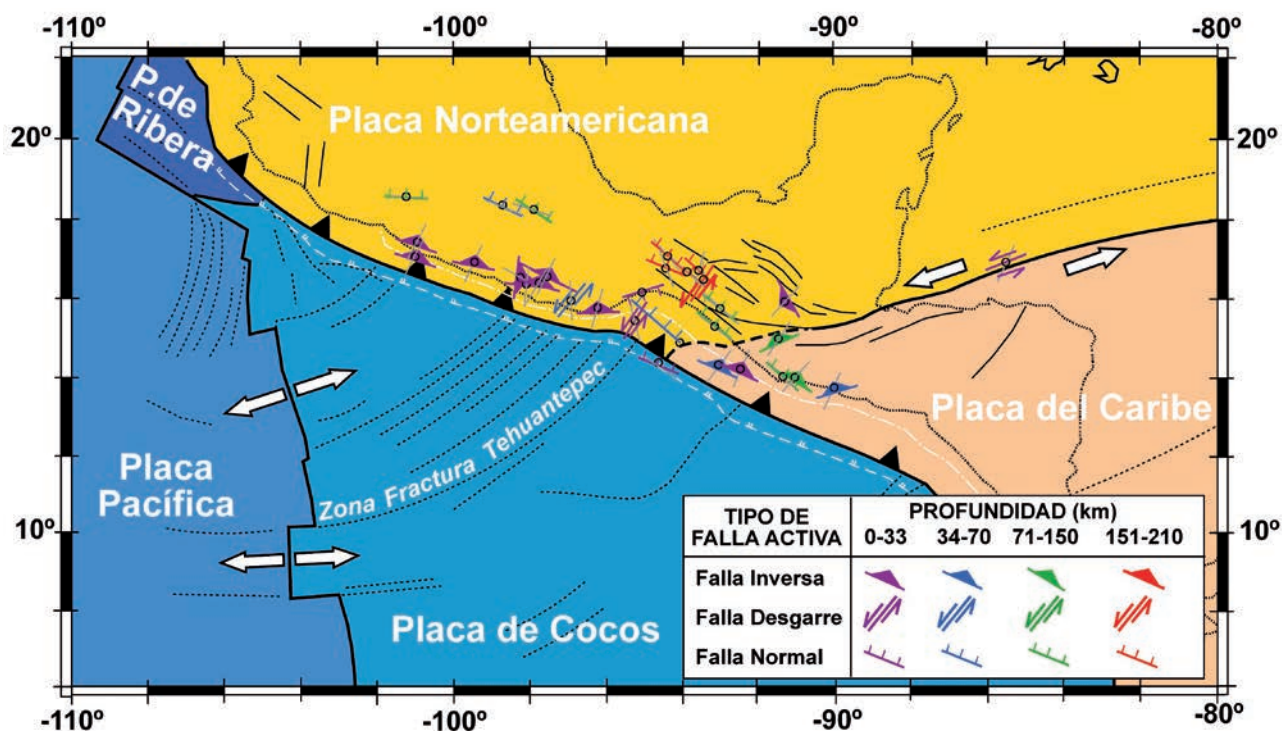 -110º -100º -90º -80º
P. de
Ribera
Placa Norteamericana
20º 20º
Placa del Caribe
Zona Fractura Tehuantepec
Placa
Pacífica
10º 10º
Placa de Cocos
TIPO DE
FALLA ACTIVA
PROFUNDIDAD (km)
0-33 34-70 71-150 151-210
Falla Inversa
Falla Desgarre
Falla Normal
-110º -100º -90º -80º